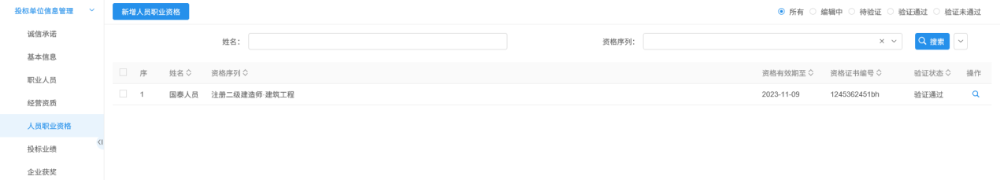 投标单位信息管理
诚信承诺
基本信息
职业人员
经营资质
人员职业资格
投标业绩
企业获奖
新增人员职业资格
所有 编辑中 待验证 验证通过 验证未通过
姓名： 资格序列： 搜索
序 姓名 资格序列 资格有效期至 资格证书编号 验证状态 操作
1 国泰人员 注册二级建造师·建筑工程 2023-11-09 1245362451bh 验证通过